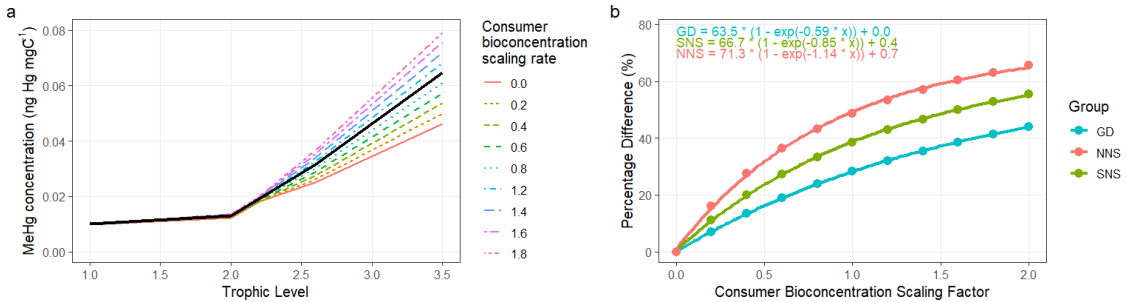 a
MeHg concentration (ng Hg mgC⁻¹)
0.08
0.06
0.04
0.02
0.00
1.0 1.5 2.0 2.5 3.0 3.5
Trophic Level
Consumer
bioconcentration
scaling rate
0.0
0.2
0.4
0.6
0.8
1.2
1.4
1.6
1.8
b
Percentage Difference (%)
80
60
40
20
0
GD = 63.5 * (1 - exp(-0.59 * x)) + 0.0
SNS = 66.7 * (1 - exp(-0.85 * x)) + 0.4
NNS = 71.3 * (1 - exp(-1.14 * x)) + 0.7
0.0 0.5 1.0 1.5 2.0
Consumer Bioconcentration Scaling Factor
Group
GD
NNS
SNS